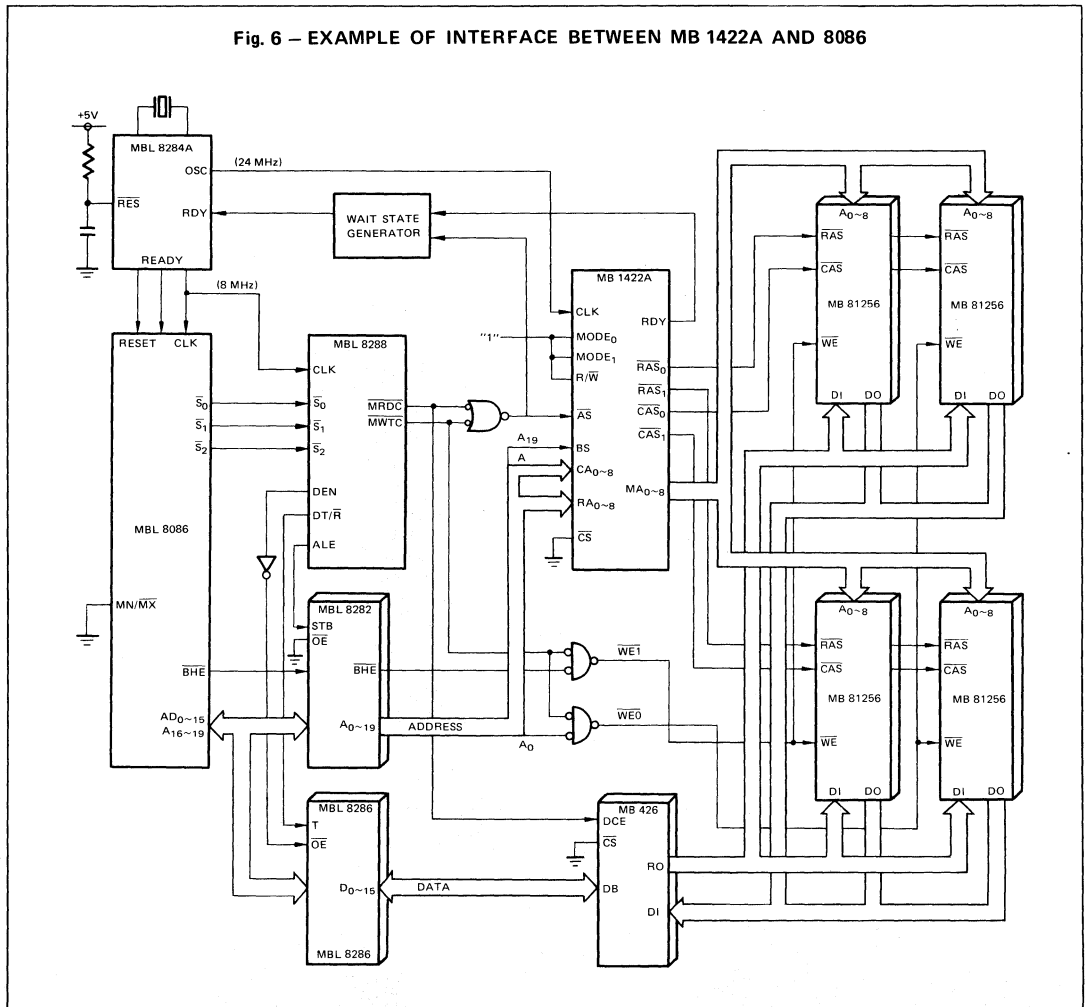 Fig. 6 — EXAMPLE OF INTERFACE BETWEEN MB 1422A AND 8086
+5V
MBL 8284A
OSC
RES
RDY
READY
(24 MHz)
(8 MHz)
WAIT STATE
GENERATOR
MBL 8086
RESET CLK
S0
S1
S2
MN/MX
BHE
AD0~15
A16~19
MBL 8288
CLK
S0
S1
S2
MRDC
MWTC
DEN
DT/R
ALE
MBL 8282
STB
OE
BHE
A0~19
ADDRESS
A0
MBL 8286
T
OE
D0~15
MBL 8286
DATA
MB 1422A
CLK
"1"
MODE0
MODE1
R/W
AS
A19
BS
A
CA0~8
RA0~8
CS
RDY
RAS0
RAS1
CAS0
CAS1
MA0~8
WE1
WE0
MB 426
DCE
CS
RO
DB
DI
A0~8
RAS
CAS
MB 81256
WE
DI DO
A0~8
RAS
CAS
MB 81256
WE
DI DO
A0~8
RAS
CAS
MB 81256
WE
DI DO
A0~8
RAS
CAS
MB 81256
WE
DI DO